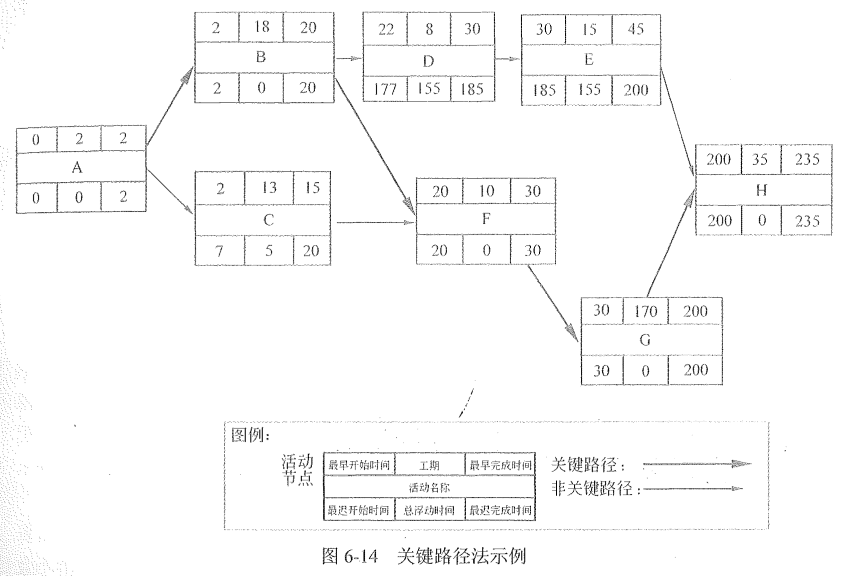 2 18 20
B
2 0 20
22 8 30
D
177 155 185
30 15 45
E
185 155 200
0 2 2
A
0 0 2
2 13 15
C
7 5 20
20 10 30
F
20 0 30
200 35 235
H
200 0 235
30 170 200
G
30 0 200
图例：
活动
节点
最早开始时间 工期 最早完成时间
活动名称
最迟开始时间 总浮动时间 最迟完成时间
关键路径：
非关键路径：
图 6-14 关键路径法示例